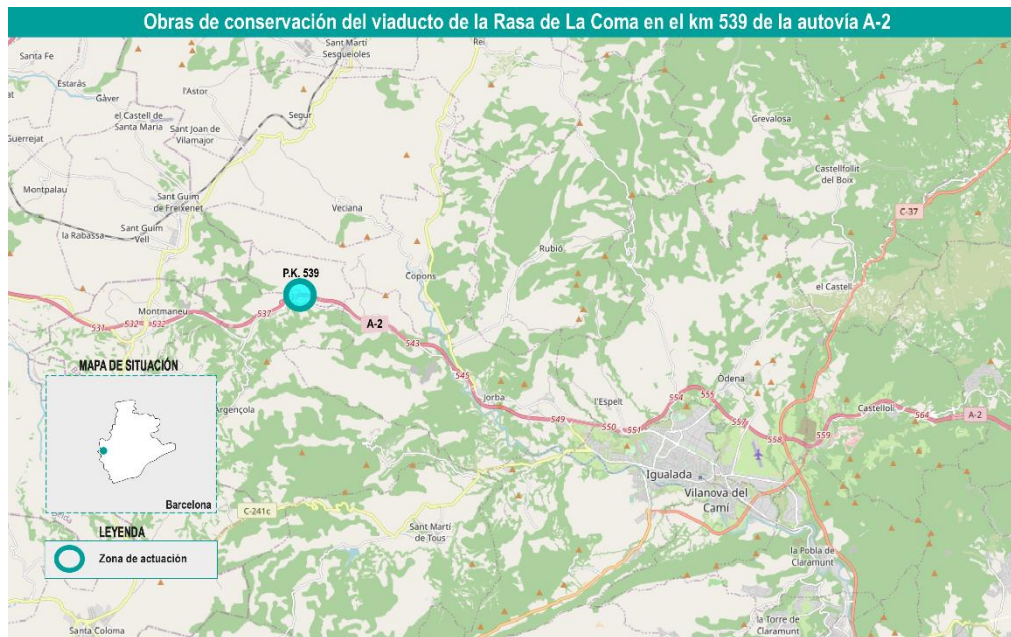 Obras de conservación del viaducto de la Rasa de La Coma en el km 539 de la autovía A-2
Santa Fe
Sant Martí
Sesgueioles
Rei
Estaràs
Gàver
l'Astor
el Castell de
Santa Maria
Segur
Sant Joan de
Vilamajor
Guerrejat
Grevalosa
Castellfollit
del Boix
Montpalau
Sant Guim
de Freixenet
Veciana
C-37
la Rabassa
Sant Guim
Vell
Rubió
Copons
P.K. 539
el Castell
Montmaneu
537
531
532
532
A-2
543
MAPA DE SITUACIÓN
545
Òdena
Argençola
Jorba
l'Espelt
554
555
549
550
551
557
558
559
Castellolí
564
A-2
Igualada
Vilanova del
Camí
Barcelona
C-241c
LEYENDA
Zona de actuación
Sant Martí
de Tous
la Pobla de
Claramunt
Santa Coloma
la Torre de
Claramunt